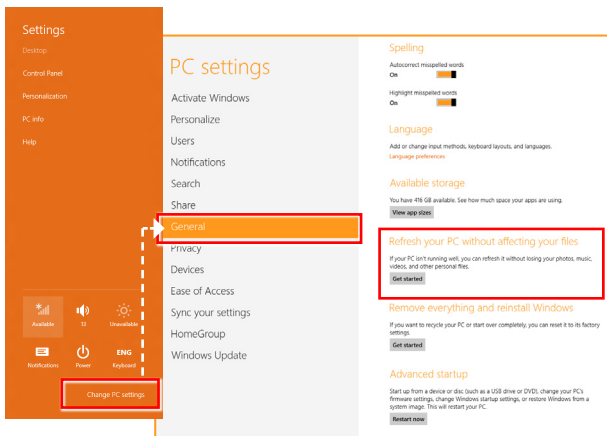 Settings
Desktop
Control Panel
Personalization
PC info
Help
Available
12
Unavailable
Notifications
Power
ENG
Keyboard
Change PC settings
PC settings
Activate Windows
Personalize
Users
Notifications
Search
Share
General
Privacy
Devices
Ease of Access
Sync your settings
HomeGroup
Windows Update
Spelling
Autocorrect misspelled words
On
Highlight misspelled words
On
Language
Add or change input methods, keyboard layouts, and languages.
Language preferences
Available storage
You have 416 GB available. See how much space your apps are using.
View app sizes
Refresh your PC without affecting your files
If your PC isn't running well, you can refresh it without losing your photos, music,
videos, and other personal files.
Get started
Remove everything and reinstall Windows
If you want to recycle your PC or start over completely, you can reset it to its factory
settings.
Get started
Advanced startup
Start up from a device or disc (such as a USB drive or DVD), change your PC's
firmware settings, change Windows startup settings, or restore Windows from a
system image. This will restart your PC.
Restart now